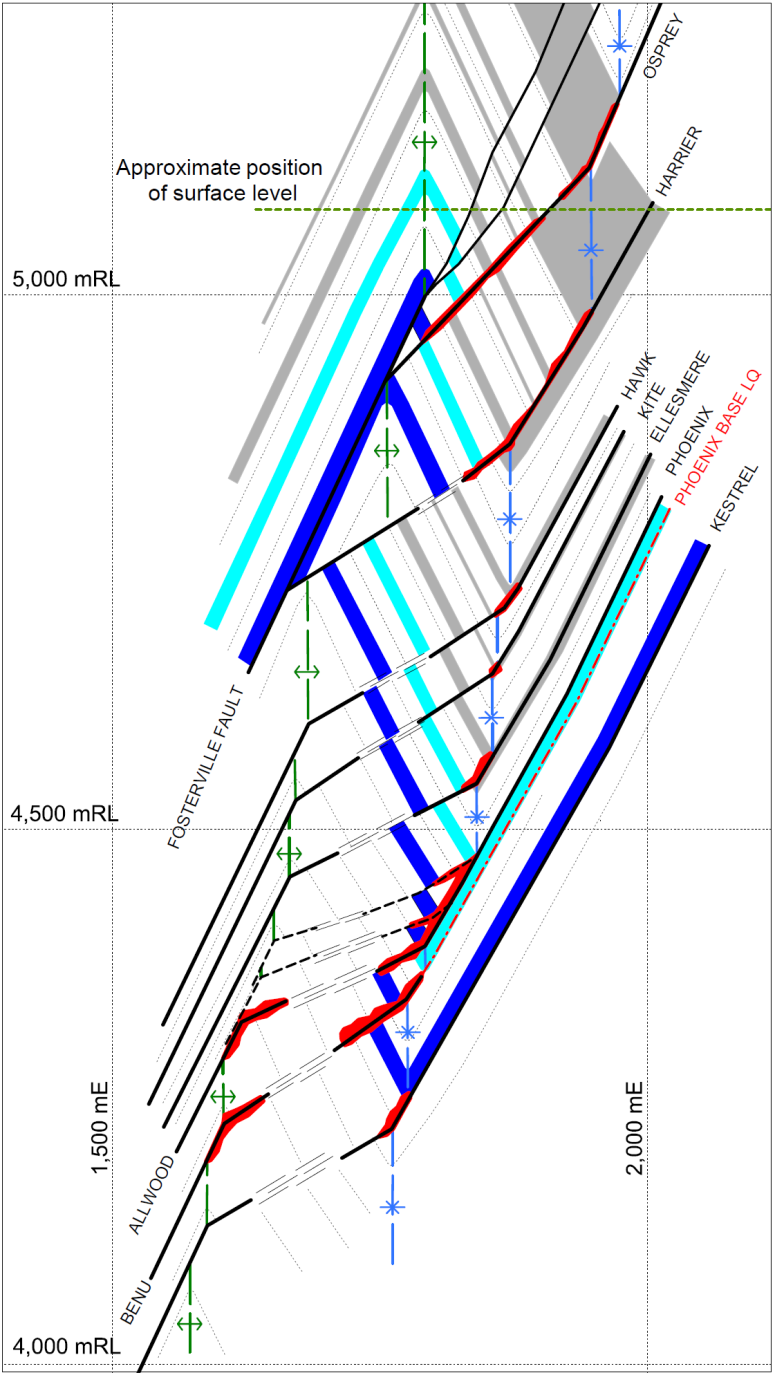 OSPREY
HARRIER
Approximate position
of surface level
5,000 mRL
HAWK
KITE
ELLESMERE
PHOENIX
PHOENIX BASE LQ
KESTREL
FOSTERVILLE FAULT
4,500 mRL
1,500 mE
2,000 mE
ALLWOOD
BENU
4,000 mRL